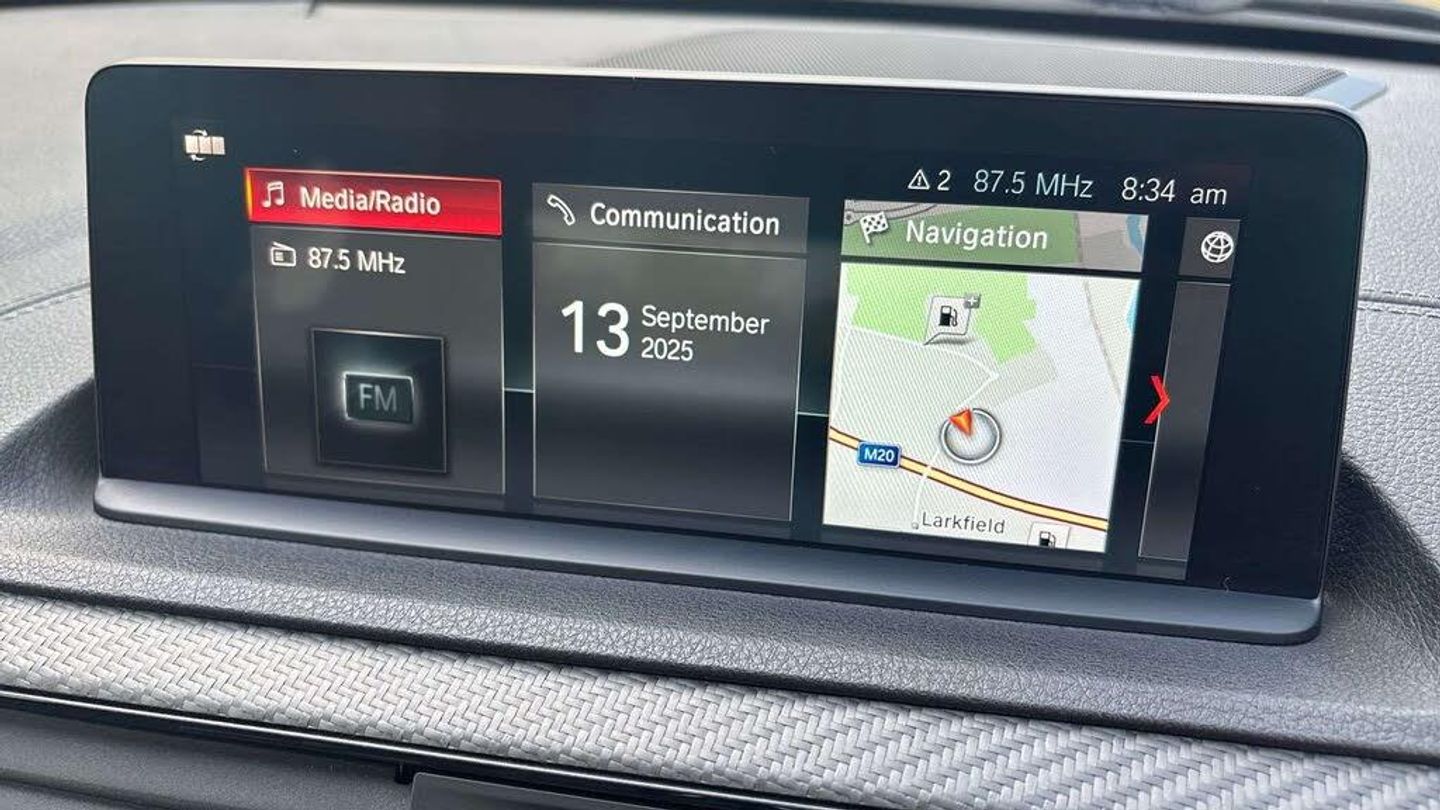 2 87.5 MHz 8:34 am
Media/Radio
87.5 MHz
FM
Communication
13 September
2025
Navigation
M20
Larkfield